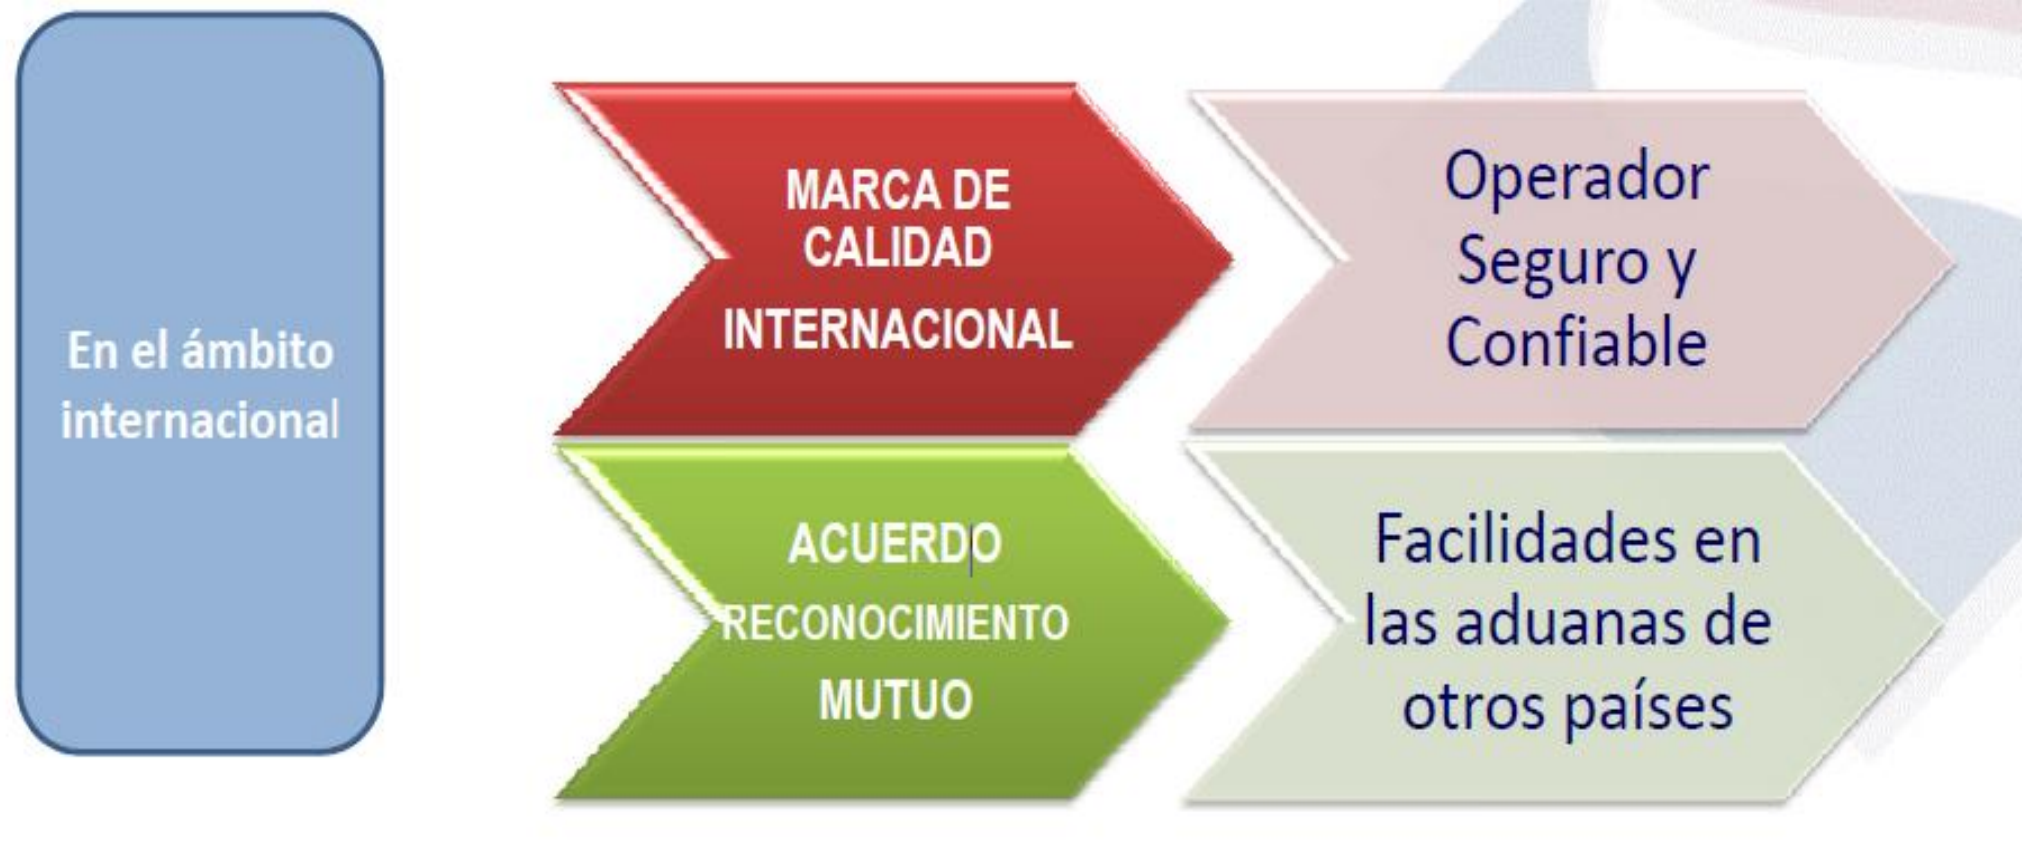 En el ámbito
internacional
MARCA DE
CALIDAD
INTERNACIONAL
Operador
Seguro y
Confiable
ACUERDO
RECONOCIMIENTO
MUTUO
Facilidades en
las aduanas de
otros países